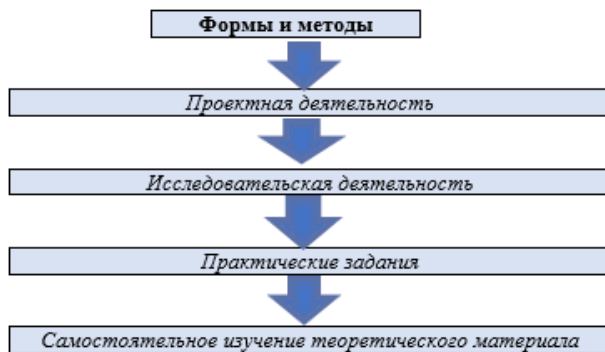 Формы и методы
Проектная деятельность
Исследовательская деятельность
Практические задания
Самостоятельное изучение теоретического материала